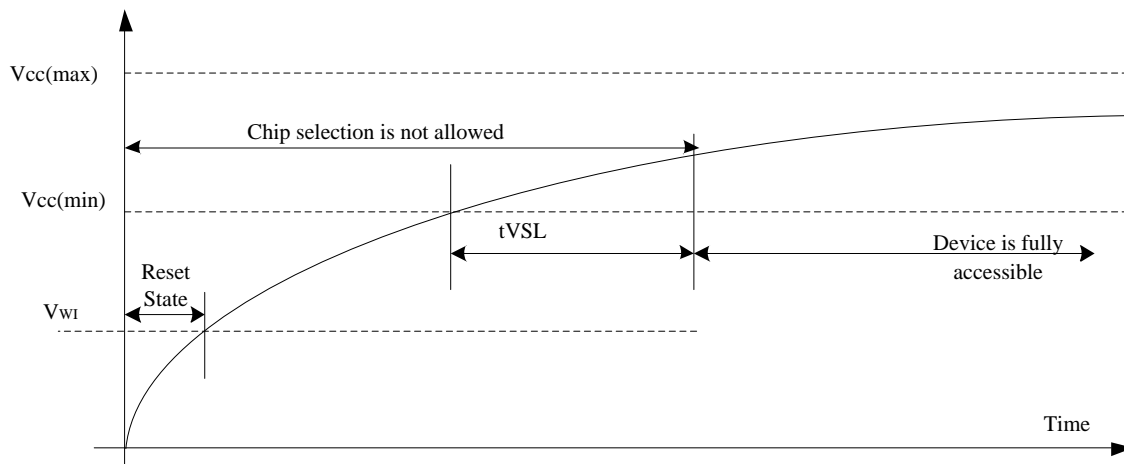 Vcc(max)
Chip selection is not allowed
Vcc(min)
tVSL
Device is fully
accessible
Reset
State
VWI
Time